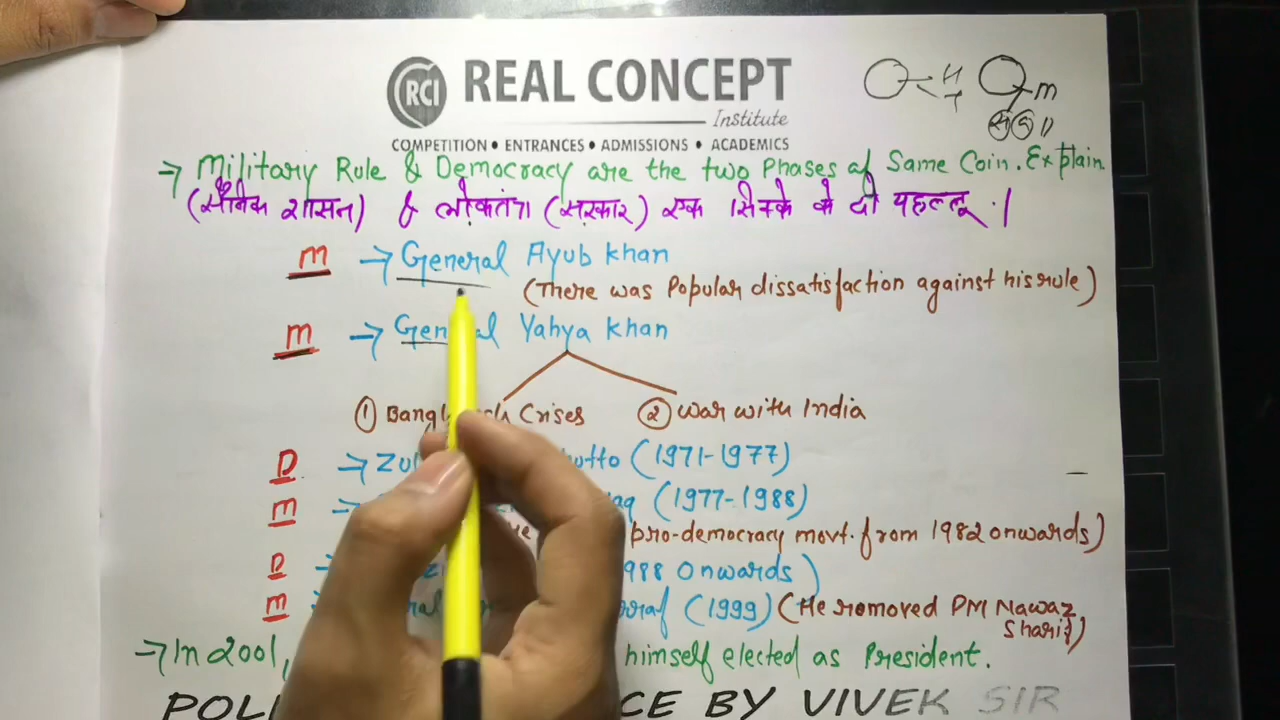 RCI REAL CONCEPT
Institute
COMPETITION • ENTRANCES • ADMISSIONS • ACADEMICS
H
T
m
D
→ Military Rule & Democracy are the two Phases of Same Coin. Explain
(सैनिक शासन) & लोकतंत्र (सरकार) एक सिक्के के दो पहल्लू.।
m → General Ayub Khan
(There was Popular dissatisfaction against his rule)
m → General Yahya Khan
① Crises ② War with India
D → (1971-1977)
m → (1977-1988)
pro-democracy movt. from 1982 onwards)
D 1988 Onwards)
m (1999) (He removed PM Nawaz
Sharif)
→ In 2001, himself elected as President.
BY VIVEK SIR